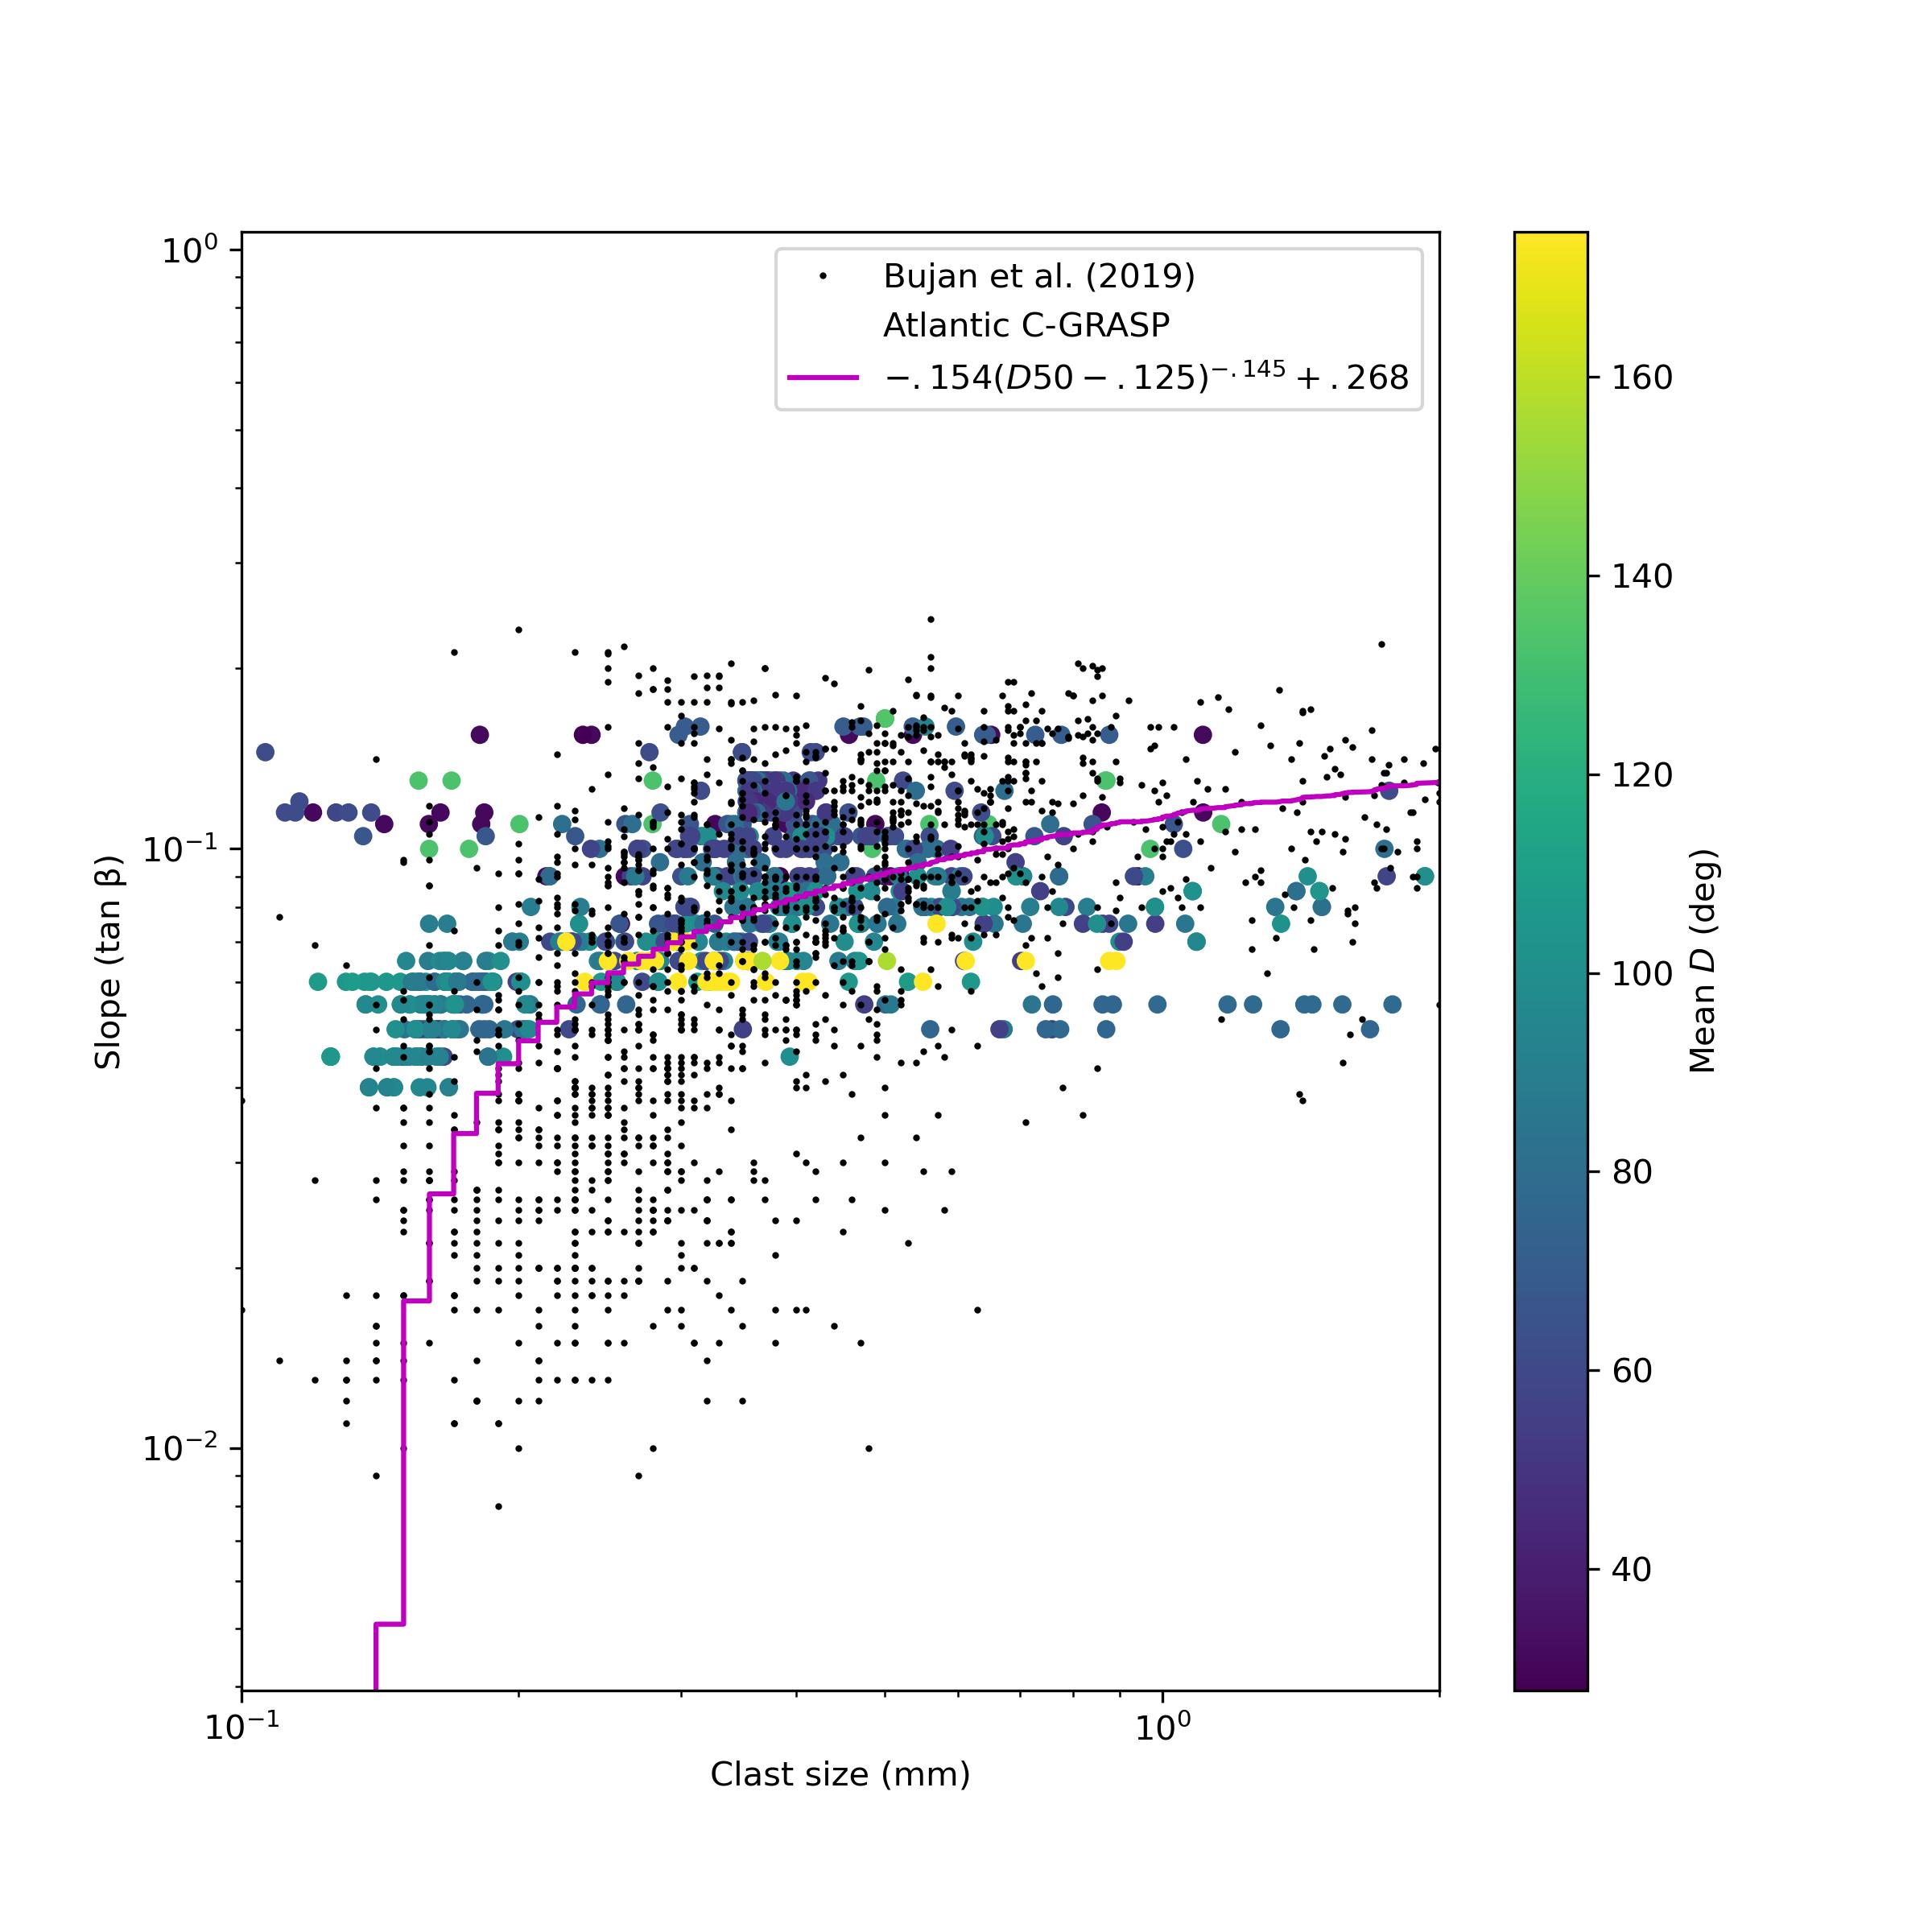 Bujan et al. (2019)
Atlantic C-GRASP
−.154(D50 − .125)^−.145 + .268
10^0
10^−1
10^−2
Slope (tan β)
10^−1
10^0
Clast size (mm)
160
140
120
100
80
60
40
Mean D (deg)